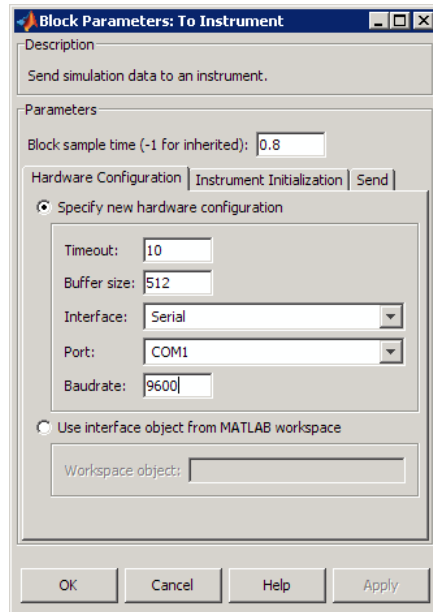 Block Parameters: To Instrument
Description
Send simulation data to an instrument.
Parameters
Block sample time (-1 for inherited): 0.8
Hardware Configuration Instrument Initialization Send
Specify new hardware configuration
Timeout: 10
Buffer size: 512
Interface: Serial
Port: COM1
Baudrate: 9600
Use interface object from MATLAB workspace
Workspace object:
OK Cancel Help Apply